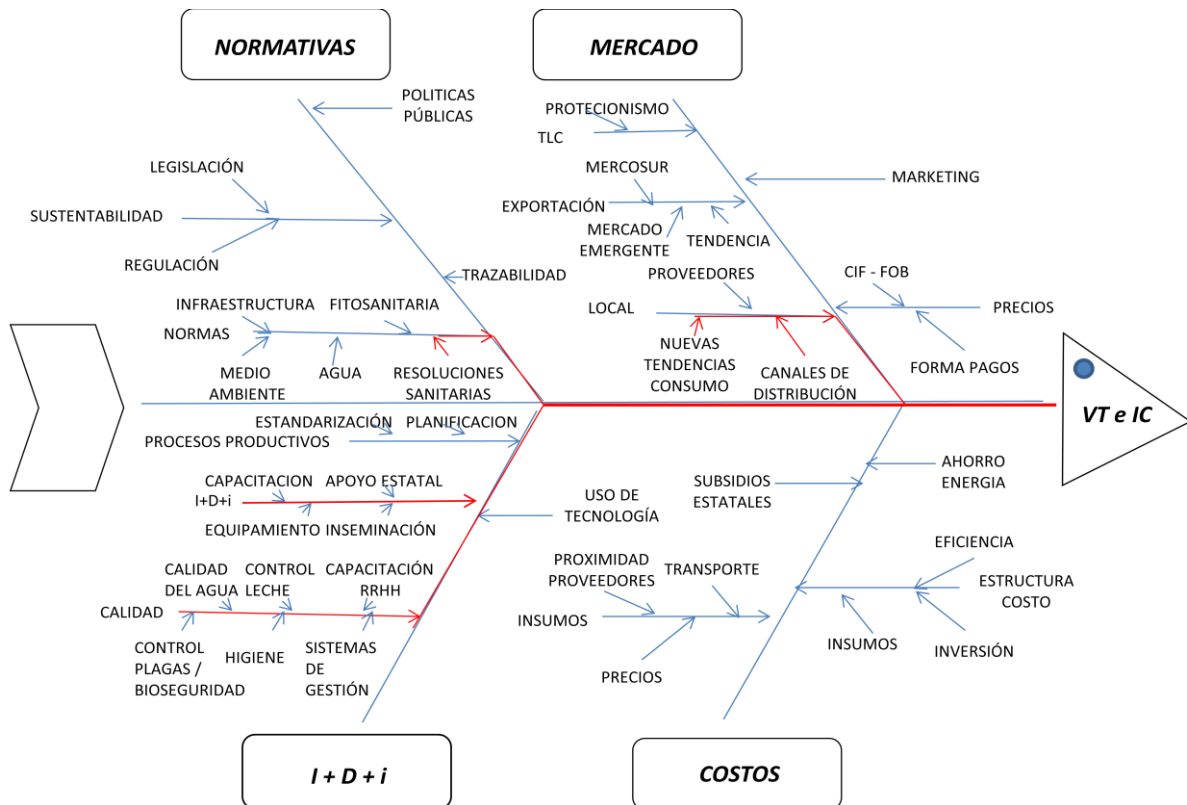 NORMATIVAS
MERCADO
POLITICAS
PÚBLICAS
LEGISLACIÓN
SUSTENTABILIDAD
REGULACIÓN
TRAZABILIDAD
INFRAESTRUCTURA
FITOSANITARIA
NORMAS
MEDIO
AMBIENTE
AGUA
RESOLUCIONES
SANITARIAS
PROTECIONISMO
TLC
MERCOSUR
EXPORTACIÓN
MERCADO
EMERGENTE
TENDENCIA
MARKETING
PROVEEDORES
LOCAL
NUEVAS
TENDENCIAS
CONSUMO
CANALES DE
DISTRIBUCIÓN
CIF - FOB
PRECIOS
FORMA PAGOS
VT e IC
ESTANDARIZACIÓN
PLANIFICACION
PROCESOS PRODUCTIVOS
CAPACITACION
APOYO ESTATAL
I+D+i
EQUIPAMIENTO
INSEMINACIÓN
USO DE
TECNOLOGÍA
CALIDAD
DEL AGUA
CONTROL
LECHE
CAPACITACIÓN
RRHH
CALIDAD
CONTROL
PLAGAS /
BIOSEGURIDAD
HIGIENE
SISTEMAS
DE
GESTIÓN
AHORRO
ENERGIA
SUBSIDIOS
ESTATALES
PROXIMIDAD
PROVEEDORES
TRANSPORTE
INSUMOS
PRECIOS
EFICIENCIA
ESTRUCTURA
COSTO
INSUMOS
INVERSIÓN
I + D + i
COSTOS